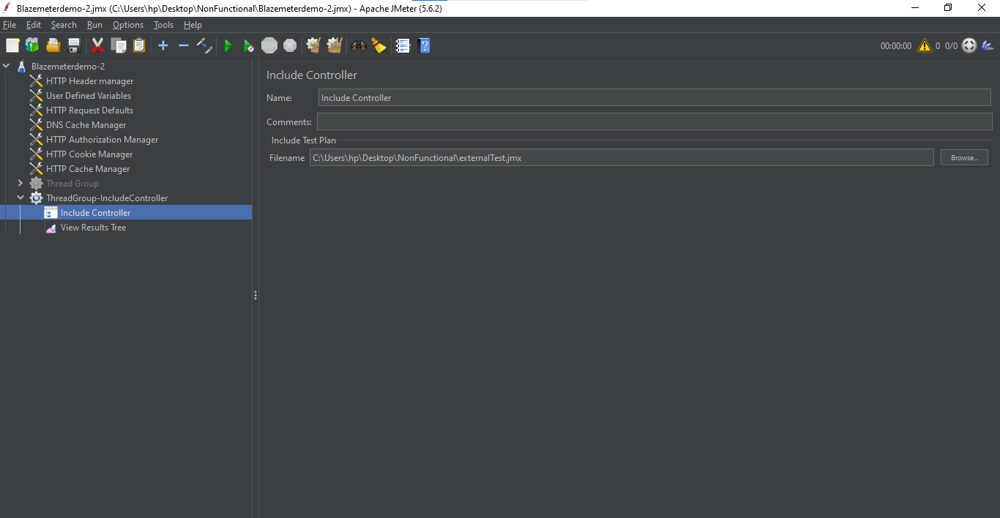 Blazemeterdemo-2.jmx (C:\Users\hp\Desktop\NonFunctional\Blazemeterdemo-2.jmx) - Apache JMeter (5.6.2)
File Edit Search Run Options Tools Help
STOP 00:00:00 0 0/0
Blazemeterdemo-2
HTTP Header manager
User Defined Variables
HTTP Request Defaults
DNS Cache Manager
HTTP Authorization Manager
HTTP Cookie Manager
HTTP Cache Manager
Thread Group
ThreadGroup-IncludeController
Include Controller
View Results Tree
Include Controller
Name: Include Controller
Comments:
Include Test Plan
Filename C:\Users\hp\Desktop\NonFunctional\externalTest.jmx Browse...